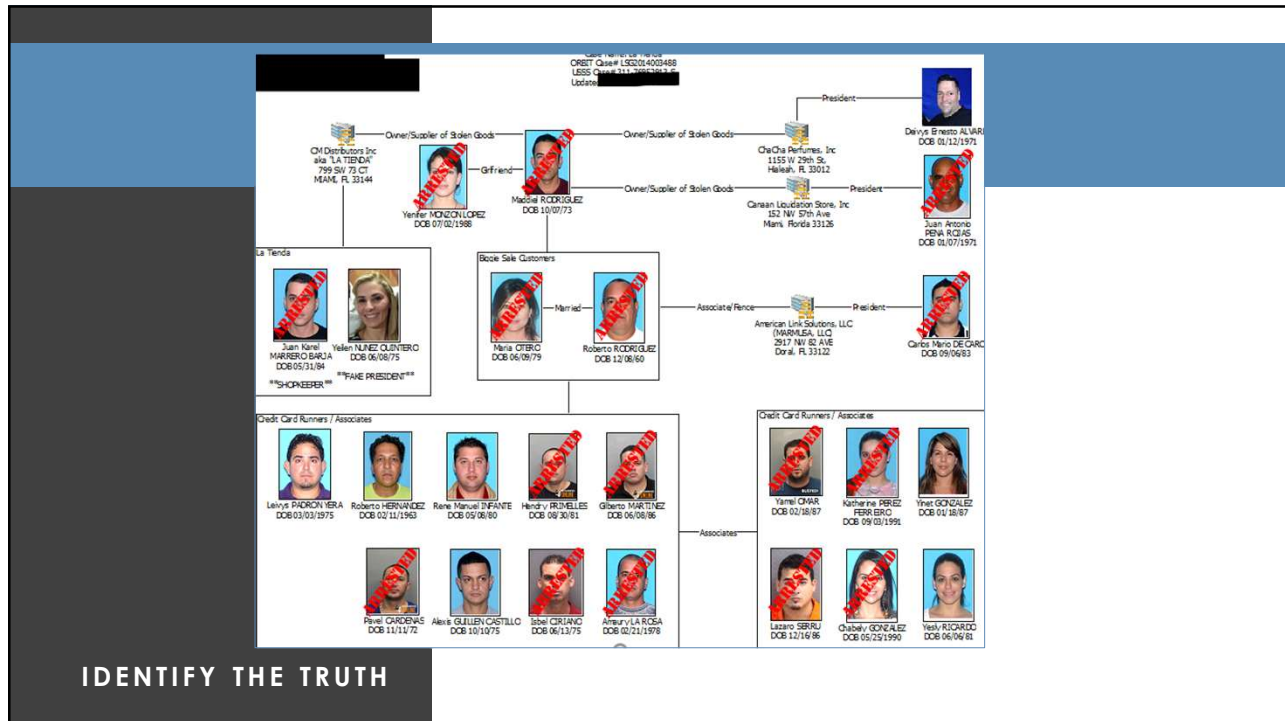 ORBIT Case# LSG2014003488
USSS Case#
President
Deivys Ernesto ALVAR
DOB 01/12/1971
Owner/Supplier of Stolen Goods
Owner/Supplier of Stolen Goods
CM Distributors Inc
aka "LA TIENDA"
799 SW 73 CT
MIAMI, FL 33144
ChaCha Perfumes, Inc
1155 W 29th St,
Hialeah, FL 33012
ARRESTED
Girlfriend
ARRESTED
Yenifer MONZON LOPEZ
DOB 07/02/1988
Maddiel RODRIGUEZ
DOB 10/07/73
Owner/Supplier of Stolen Goods
President
ARRESTED
Canaan Liquidation Store, Inc
152 NW 57th Ave
Miami, Florida 33126
Juan Antonio
PENA ROJAS
DOB 01/07/1971
La Tienda
ARRESTED
Juan Karel
MARRERO BARJA
DOB 05/31/84
**SHOPKEEPER**
Yeilen NUNEZ QUINTERO
DOB 06/08/75
**FAKE PRESIDENT**
Biggie Sale Customers
ARRESTED
Married
ARRESTED
Maria OTERO
DOB 06/09/79
Roberto RODRIGUEZ
DOB 12/08/60
Associate/Fence
President
ARRESTED
American Link Solutions, LLC
(MARMUSA, LLC)
2917 NW 82 AVE
Doral, FL 33122
Carlos Mario DE CARO
DOB 09/06/83
Credit Card Runners / Associates
ARRESTED
ARRESTED
Leivys PADRON YERA
DOB 03/03/1975
Roberto HERNANDEZ
DOB 02/11/1963
Rene Manuel INFANTE
DOB 05/08/80
Hendry PRIMELLES
DOB 08/30/81
Gilberto MARTINEZ
DOB 06/08/86
ARRESTED
ARRESTED
ARRESTED
Pavel CARDENAS
DOB 11/11/72
Alexis GUILLEN CASTILLO
DOB 10/10/75
Isbel CIRIANO
DOB 06/13/75
Amaury LA ROSA
DOB 02/21/1978
Associates
Credit Card Runners / Associates
ARRESTED
ARRESTED
Yamel OMAR
DOB 02/18/87
Katherine PEREZ
FERREIRO
DOB 09/03/1991
Yinet GONZALEZ
DOB 01/18/87
ARRESTED
ARRESTED
Lazaro SERRU
DOB 12/16/86
Chabely GONZALEZ
DOB 05/25/1990
Yesly RICARDO
DOB 06/06/81
IDENTIFY THE TRUTH